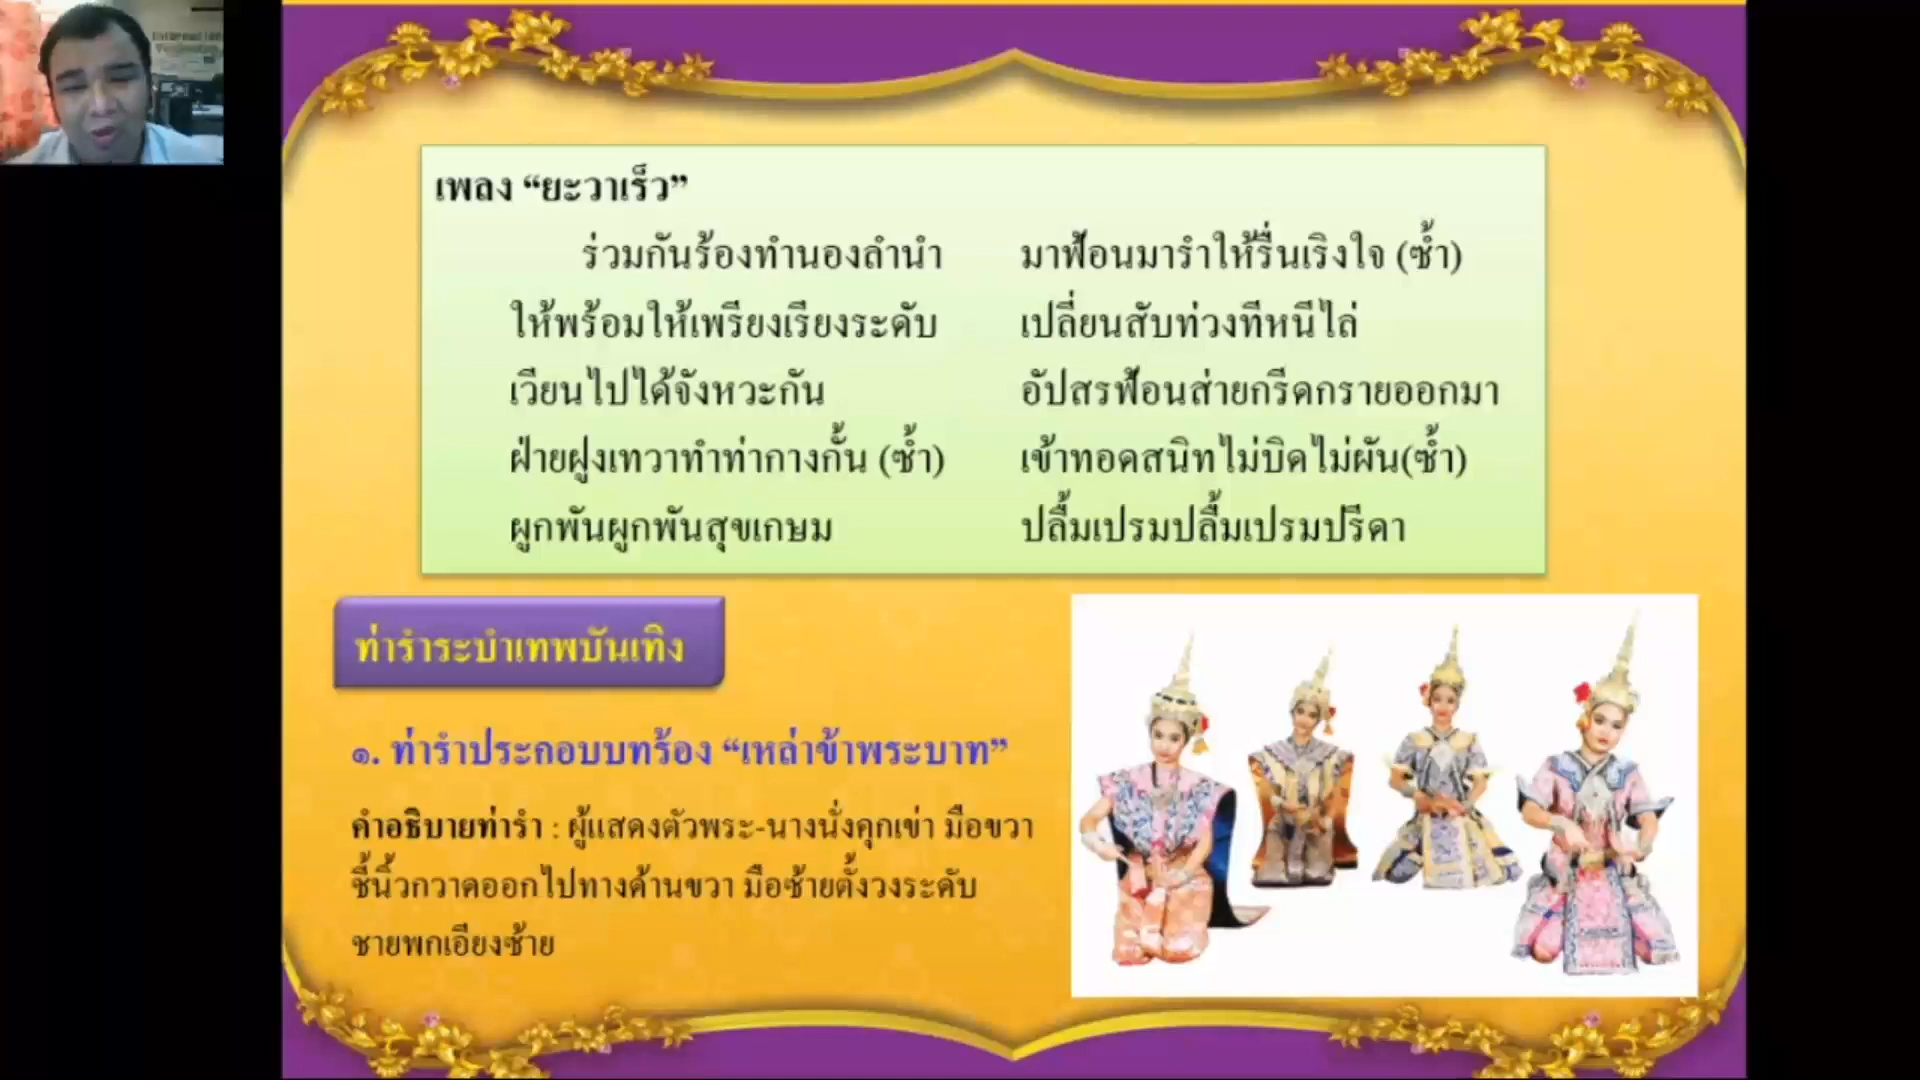 เพลง “ยะวาเร็ว”
ร่วมกันร้องทำนองลำนำ มาฟ้อนมารำให้รื่นเริงใจ (ซ้ำ)
ให้พร้อมให้เพรียงเรียงระดับ เปลี่ยนสับท่วงทีหนีไล่
เวียนไปได้จังหวะกัน อัปสรฟ้อนส่ายกรีดกรายออกมา
ฝ่ายฝูงเทวาทำท่ากางกั้น (ซ้ำ) เข้าทอดสนิทไม่บิดไม่ผัน(ซ้ำ)
ผูกพันผูกพันสุขเกษม ปลื้มเปรมปลื้มเปรมปรีดา
ท่ารำระบำเทพบันเทิง
๑. ท่ารำประกอบบทร้อง “เหล่าข้าพระบาท”
คำอธิบายท่ารำ : ผู้แสดงตัวพระ-นางนั่งคุกเข่า มือขวา
ชี้นิ้วกวาดออกไปทางด้านขวา มือซ้ายตั้งวงระดับ
ชายพกเอียงซ้าย